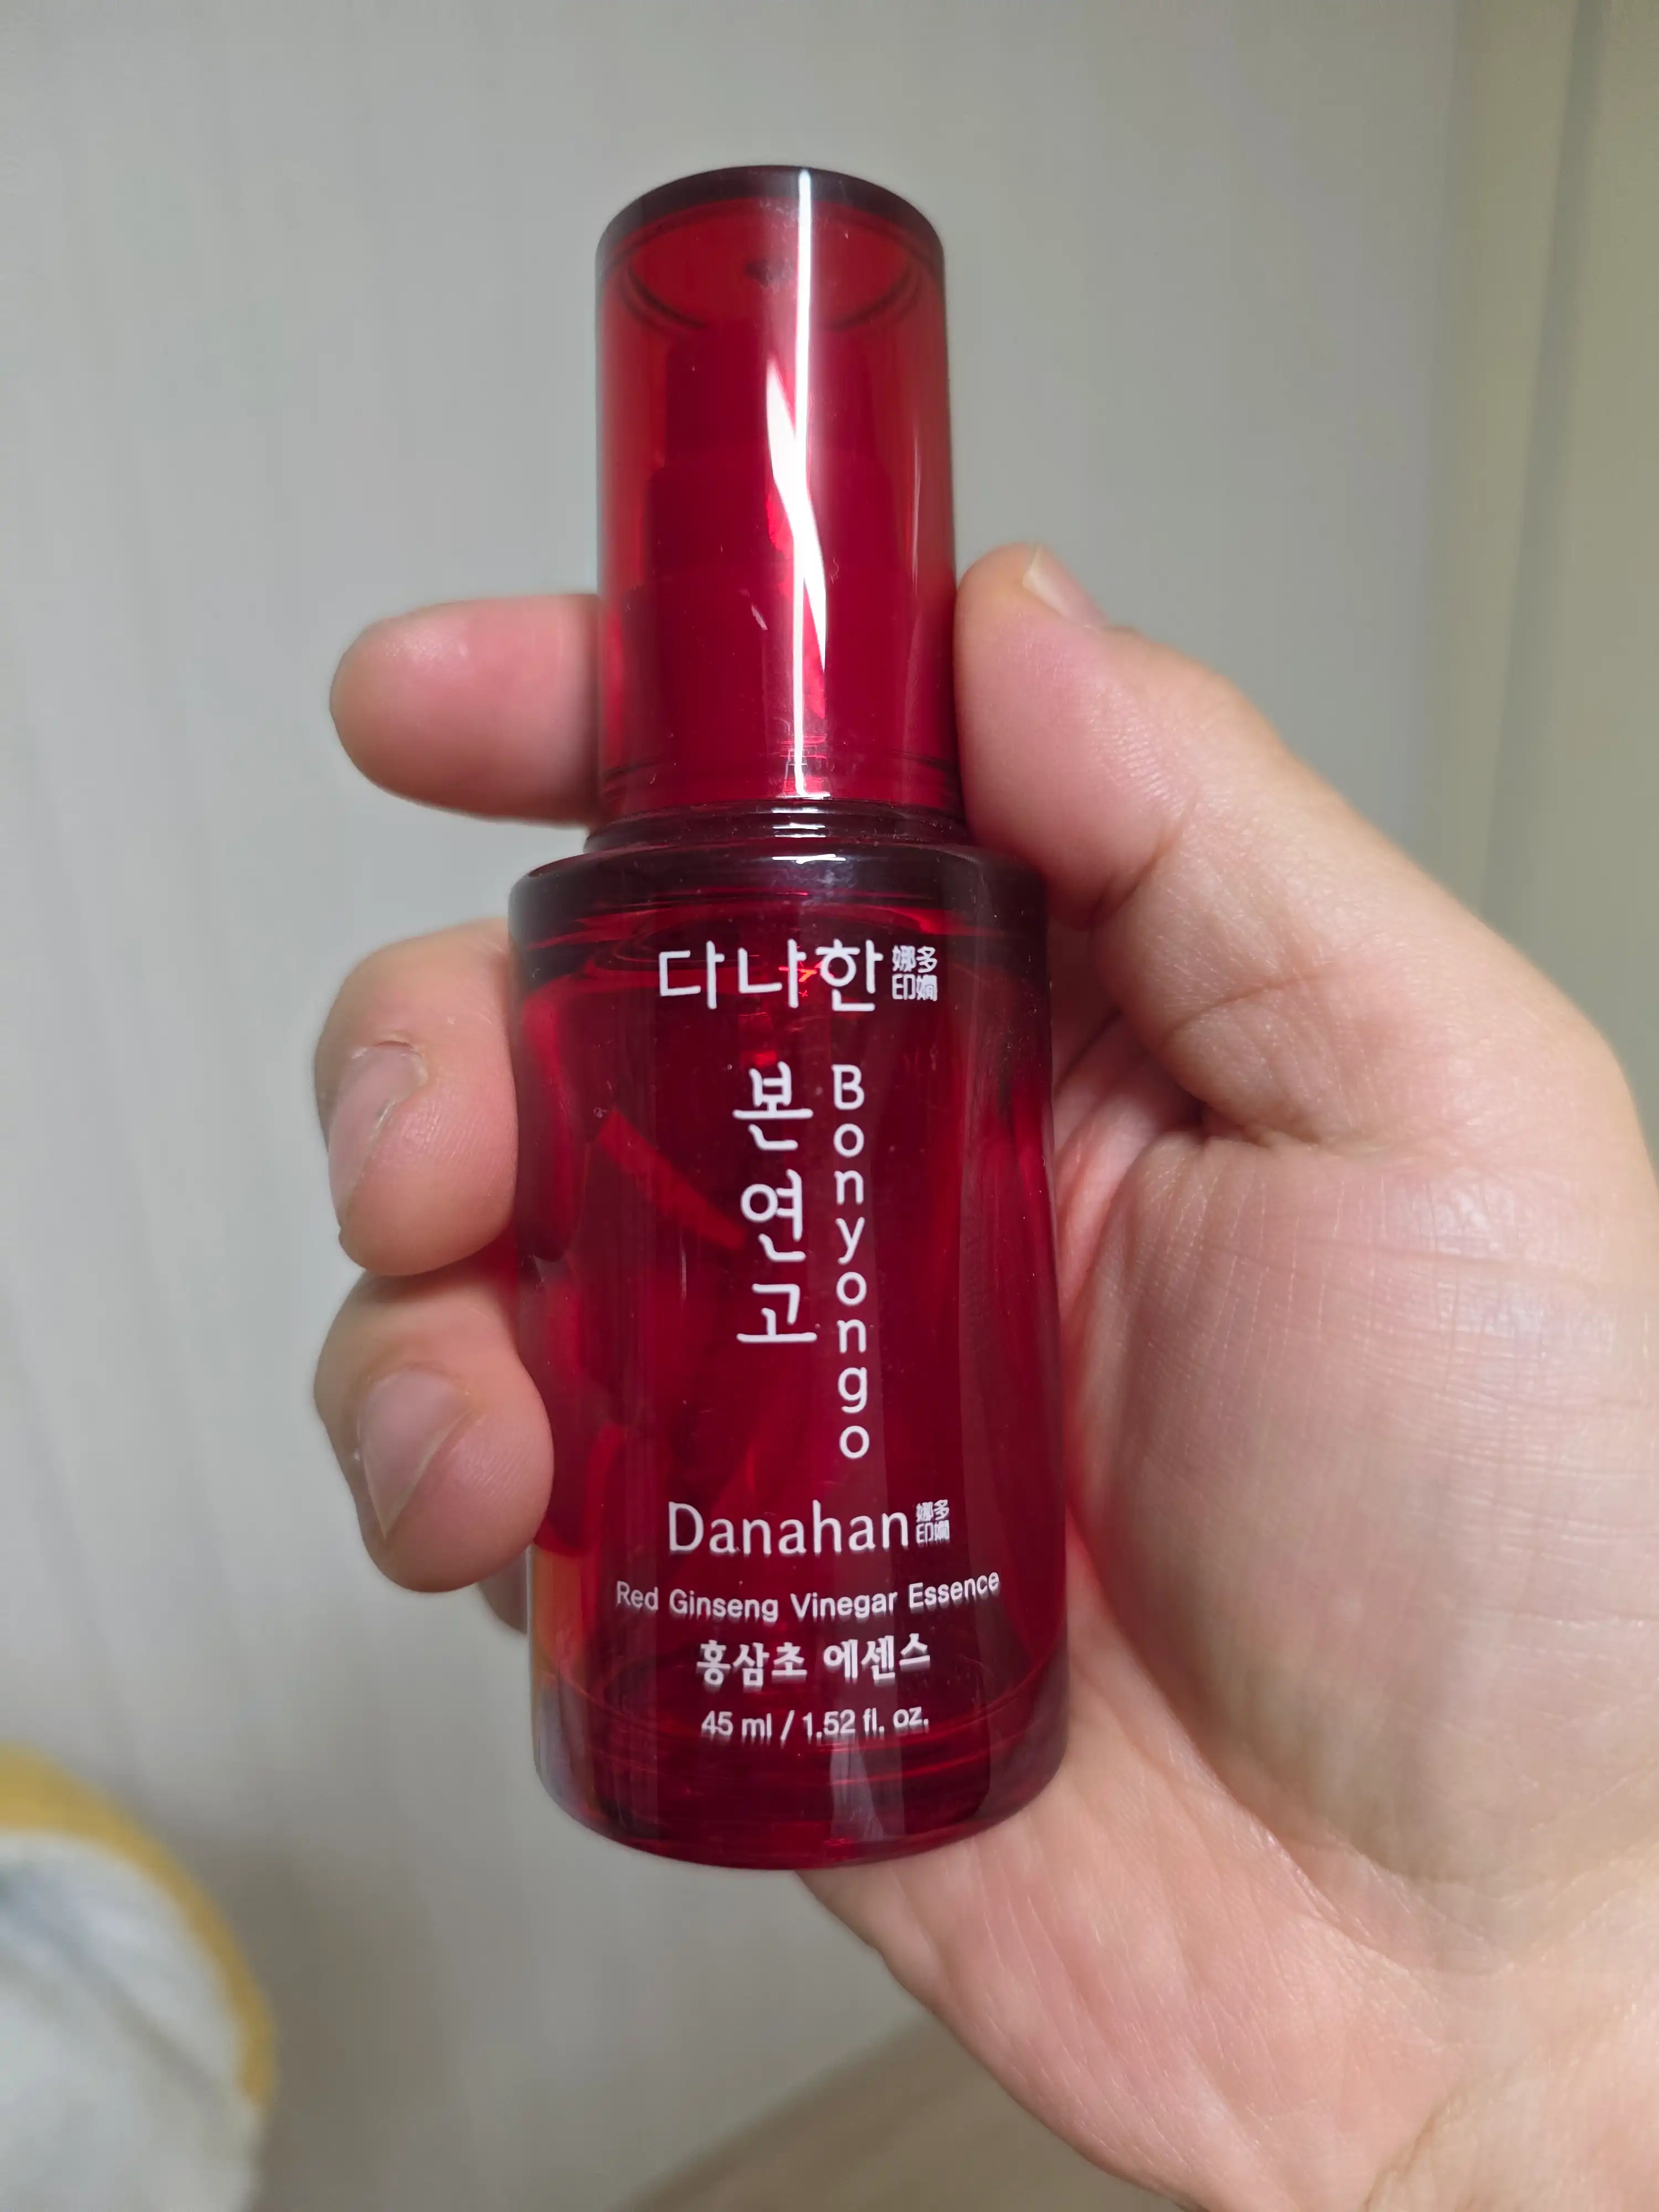 다나한 娜多印嫺
본연고
Bonyongo
Danahan 娜多印嫺
Red Ginseng Vinegar Essence
홍삼초 에센스
45 ml / 1.52 fl. oz.